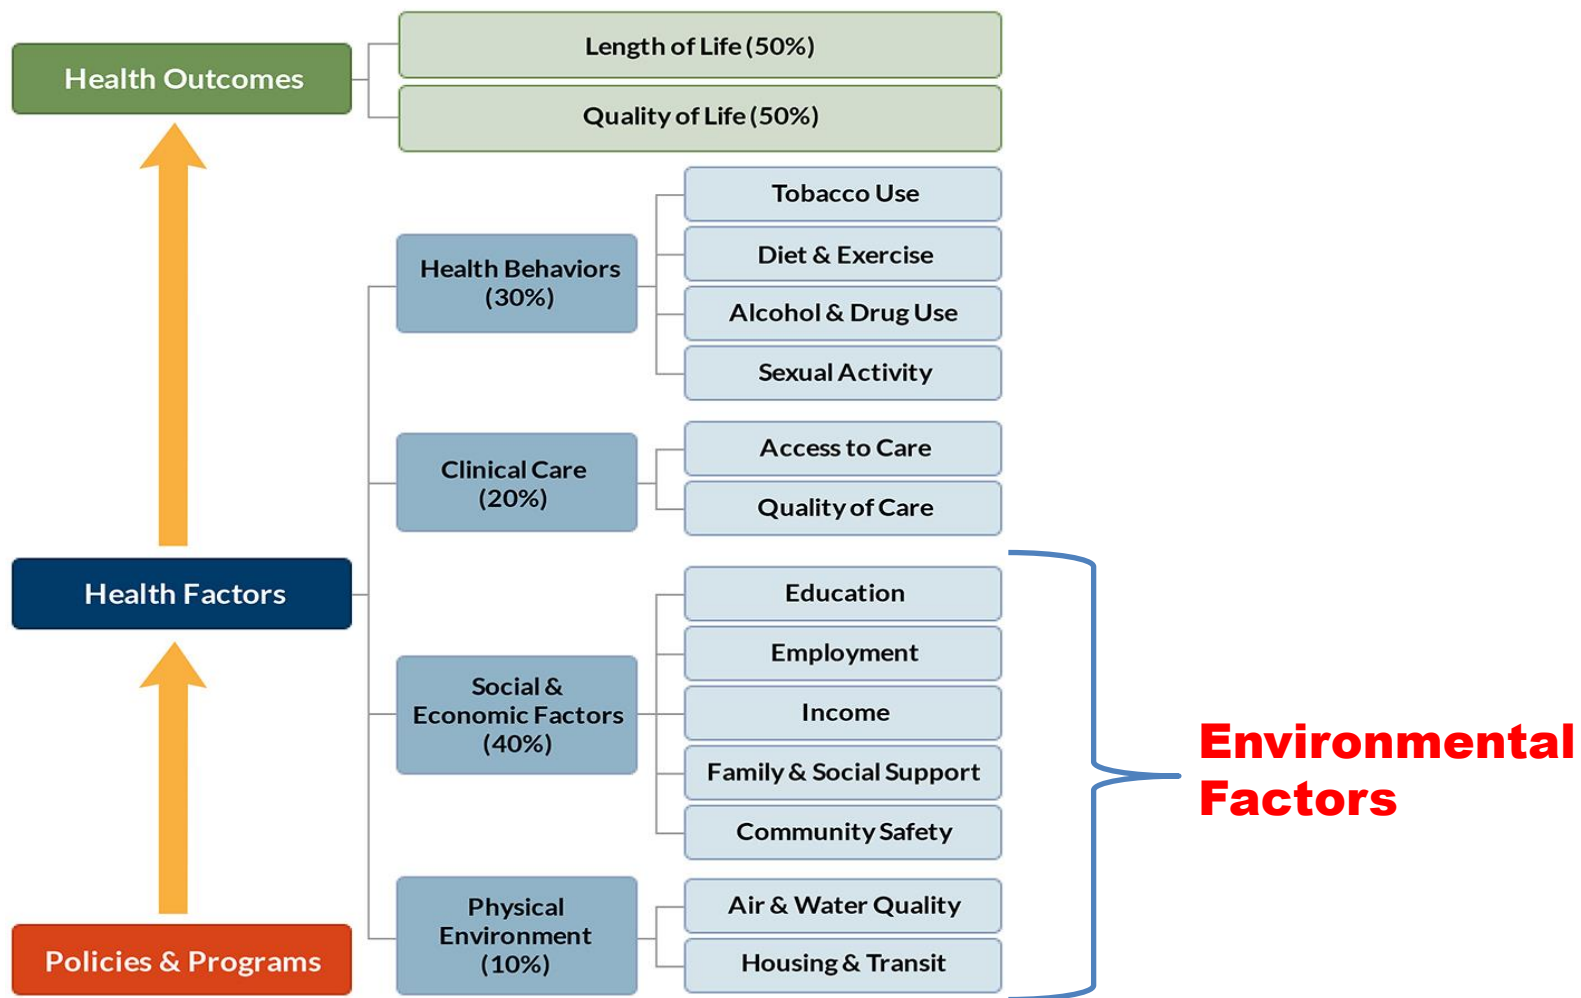 Health Outcomes
Length of Life (50%)
Quality of Life (50%)
Health Factors
Health Behaviors
(30%)
Tobacco Use
Diet & Exercise
Alcohol & Drug Use
Sexual Activity
Clinical Care
(20%)
Access to Care
Quality of Care
Social &
Economic Factors
(40%)
Education
Employment
Income
Family & Social Support
Community Safety
Physical
Environment
(10%)
Air & Water Quality
Housing & Transit
Policies & Programs
Environmental
Factors